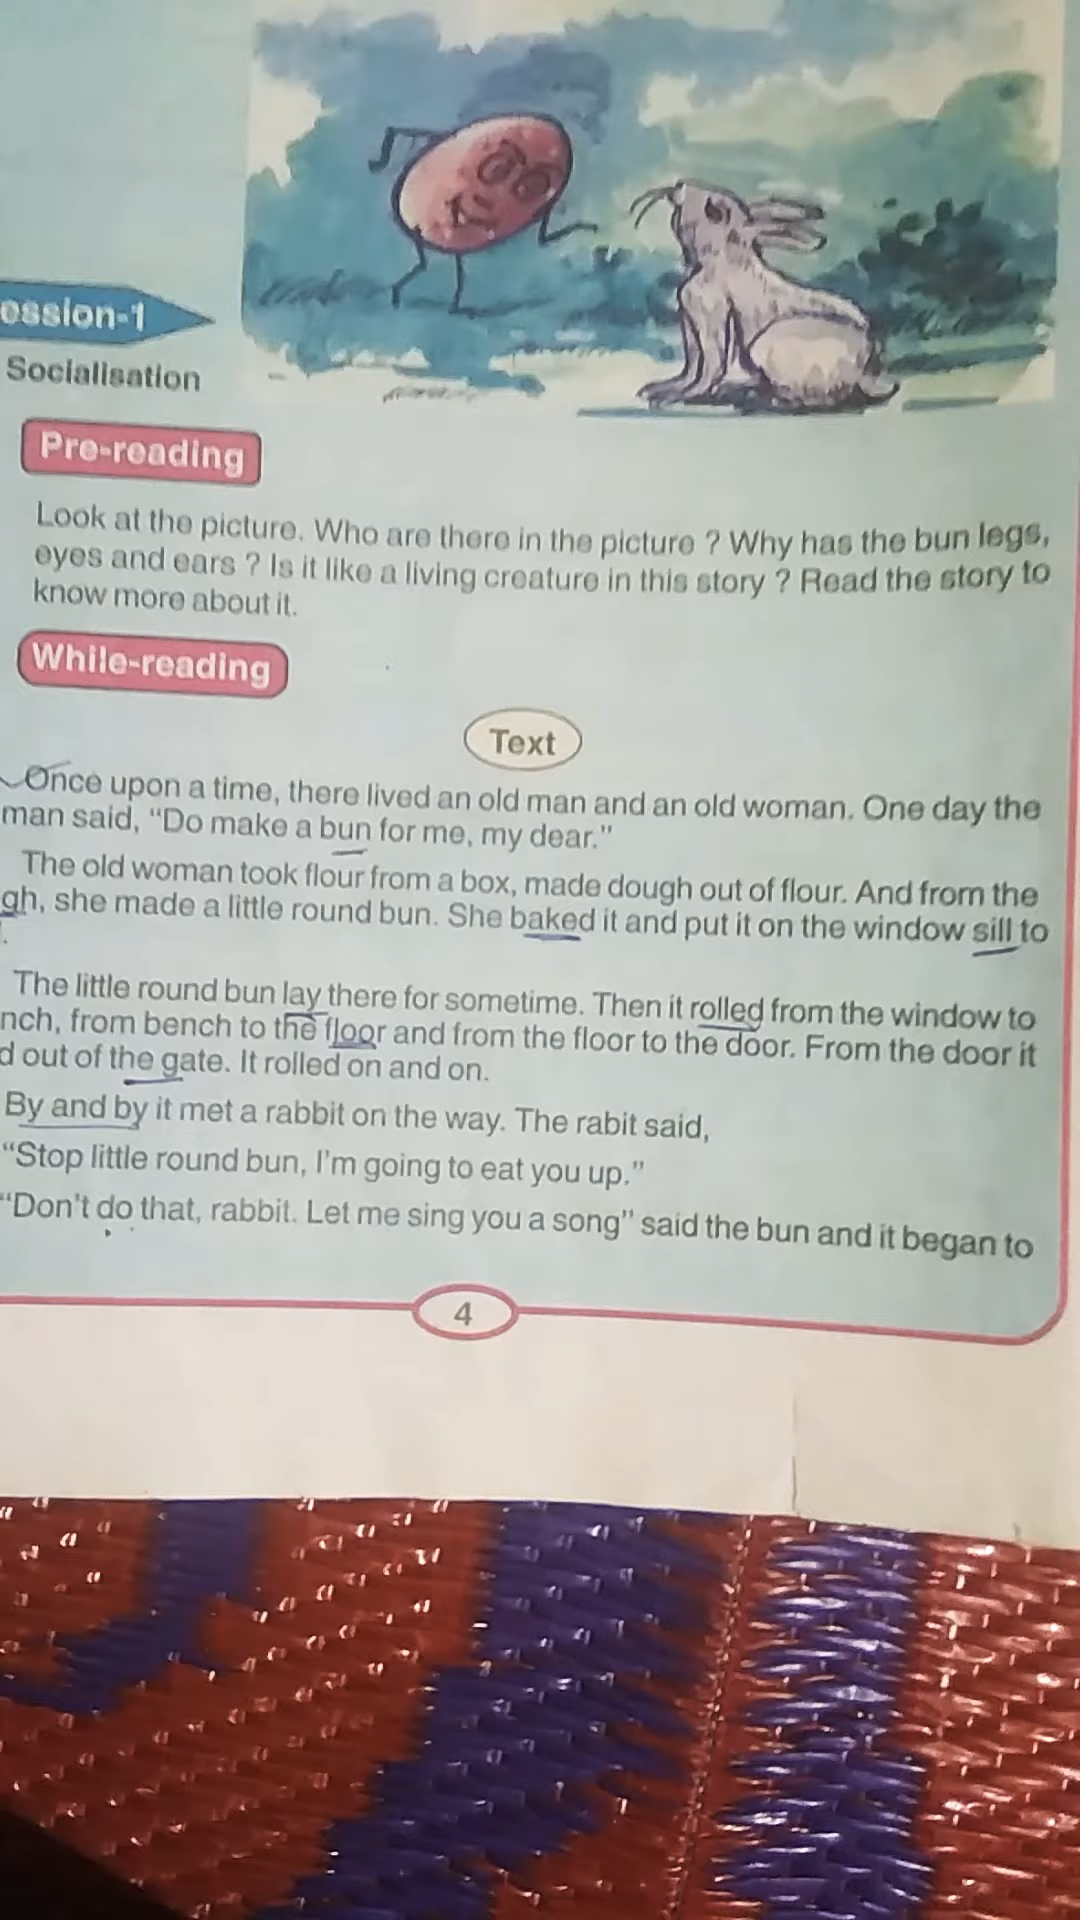 ession-1
Socialisation
Pre-reading
Look at the picture. Who are there in the picture ? Why has the bun legs,
eyes and ears ? Is it like a living creature in this story ? Read the story to
know more about it.
While-reading
Text
Once upon a time, there lived an old man and an old woman. One day the
man said, “Do make a bun for me, my dear.”
The old woman took flour from a box, made dough out of flour. And from the
gh, she made a little round bun. She baked it and put it on the window sill to
.
The little round bun lay there for sometime. Then it rolled from the window to
nch, from bench to the floor and from the floor to the door. From the door it
d out of the gate. It rolled on and on.
By and by it met a rabbit on the way. The rabit said,
“Stop little round bun, I’m going to eat you up.”
“Don’t do that, rabbit. Let me sing you a song” said the bun and it began to
4